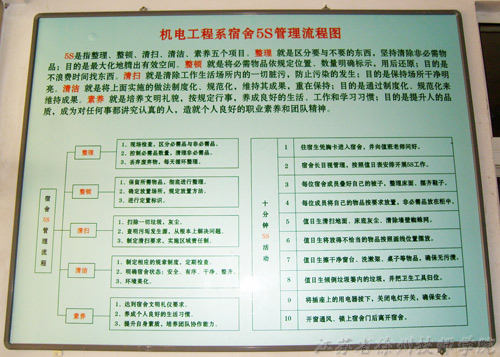 机电工程系宿舍5S管理流程图
5S是指整理、整顿、清扫、清洁、素养五个项目。整理 就是区分要与不要的东西，坚持清除非必需物
品；目的是最大化地腾出有效空间。整顿 就是将必需物品依规定位置、数量明确标示，用后还原；目的是
不浪费时间找东西。清扫 就是清除工作生活场所内的一切脏污，防止污染的发生；目的是保持场所干净明
亮。清洁 就是将上面实施的做法制度化、规范化，维持其成果，重在保持；目的是通过制度化、规范化来
维持成果。素养 就是培养文明礼貌，按规定行事，养成良好的生活、工作和学习习惯；目的是提升人的品
质，成为对任何事都讲究认真的人，造就个人良好的职业素养和团队精神。
宿舍5S管理流程
整理
1、现场检查，区分必需品与非必需品。
2、控制必需品数量，清理非必需品。
3、丢弃废弃物，每天循环整理。
整顿
1、保留所需物品，彻底进行整理。
2、确定放置场所，规定放置方法。
3、进行定置标识。
清扫
1、扫除一切垃圾、灰尘。
2、查明污垢发生源，从根本上解决问题。
3、制定清扫要求，实施区域责任制。
清洁
1、制定相应的规章制度，定期检查。
2、明确宿舍状态：安全、有序、干净、整齐。
3、环境美化。
素养
1、达到宿舍文明礼仪要求。
2、养成个人良好的生活习惯。
3、提升自身素质，培养团队协作能力。
十分钟5S活动
1 住宿生凭胸卡进入宿舍，并向值班老师问好。
2 宿舍长目视管理，按照值日表安排开展5S工作。
3 每位宿舍成员叠好自己的被子，整理床面，摆齐鞋子。
4 每位成员将自己的物品按要求放置，非必需品放在柜中。
5 值日生清扫地面、床底灰尘、清除墙壁蜘蛛网。
6 值日生将放得不恰当的物品按照画线位置摆放。
7 值日生擦干净窗台、洗漱架、桌子等物品，确保无污渍。
8 值日生倾倒垃圾篓内的垃圾，并把卫生工具归位。
9 将插座上的用电器拔下，关闭电灯开关，确保安全。
10 开窗通风、锁上宿舍门后离开宿舍。